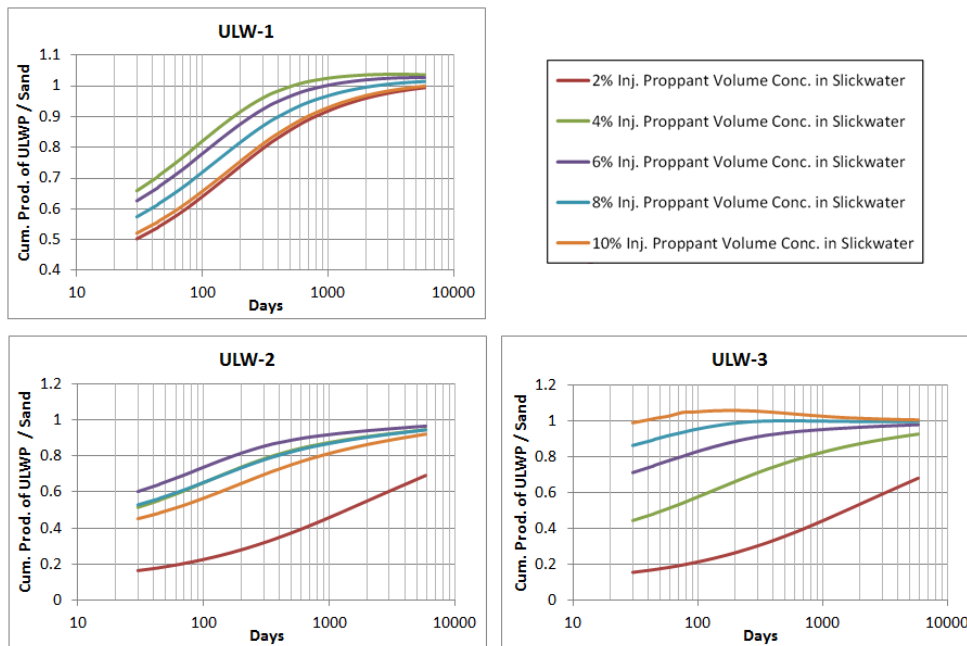 ULW-1
Cum. Prod. of ULWP / Sand
1.1
1
0.9
0.8
0.7
0.6
0.5
0.4
10
100
1000
10000
Days
2% Inj. Proppant Volume Conc. in Slickwater
4% Inj. Proppant Volume Conc. in Slickwater
6% Inj. Proppant Volume Conc. in Slickwater
8% Inj. Proppant Volume Conc. in Slickwater
10% Inj. Proppant Volume Conc. in Slickwater
ULW-2
Cum. Prod. of ULWP / Sand
1.2
1
0.8
0.6
0.4
0.2
0
10
100
1000
10000
Days
ULW-3
Cum. Prod. of ULWP / Sand
1.2
1
0.8
0.6
0.4
0.2
0
10
100
1000
10000
Days